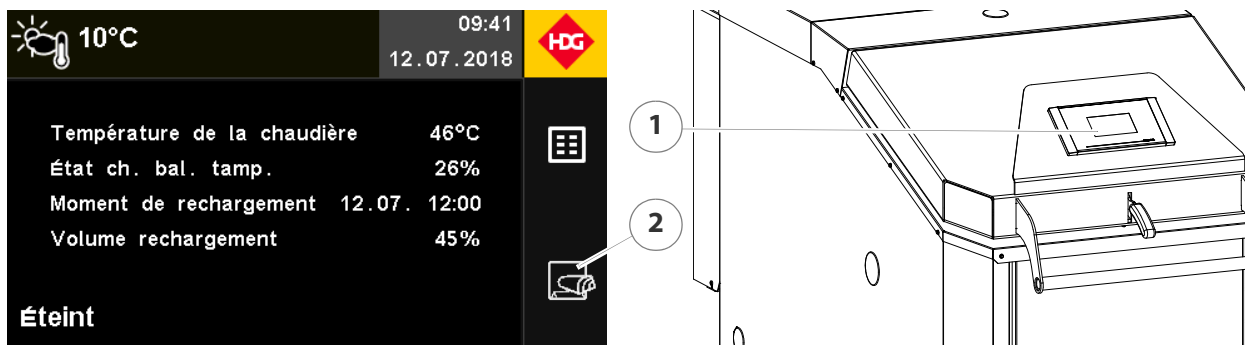 10°C
09:41
12.07.2018
HDG
Température de la chaudière 46°C
État ch. bal. tamp. 26%
Moment de rechargement 12.07. 12:00
Volume rechargement 45%
Éteint
1
2